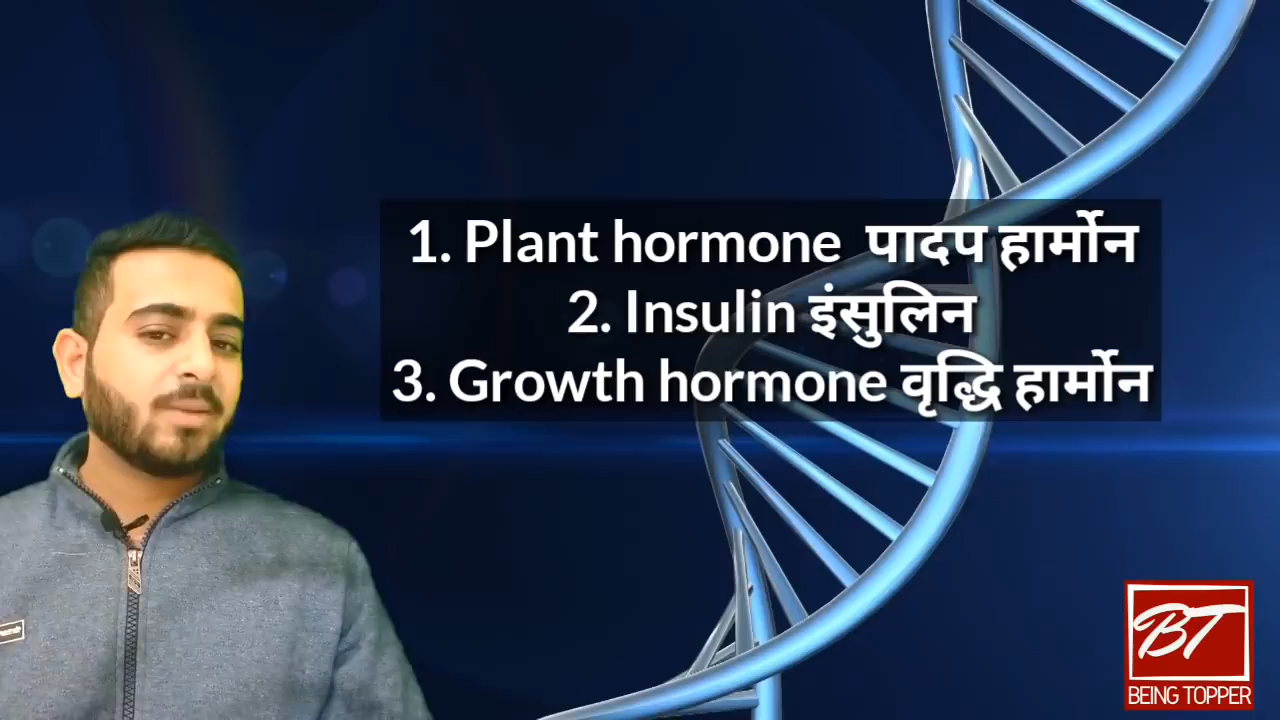 1. Plant hormone पादप हार्मोन
2. Insulin इंसुलिन
3. Growth hormone वृद्धि हार्मोन
BT
BEING TOPPER